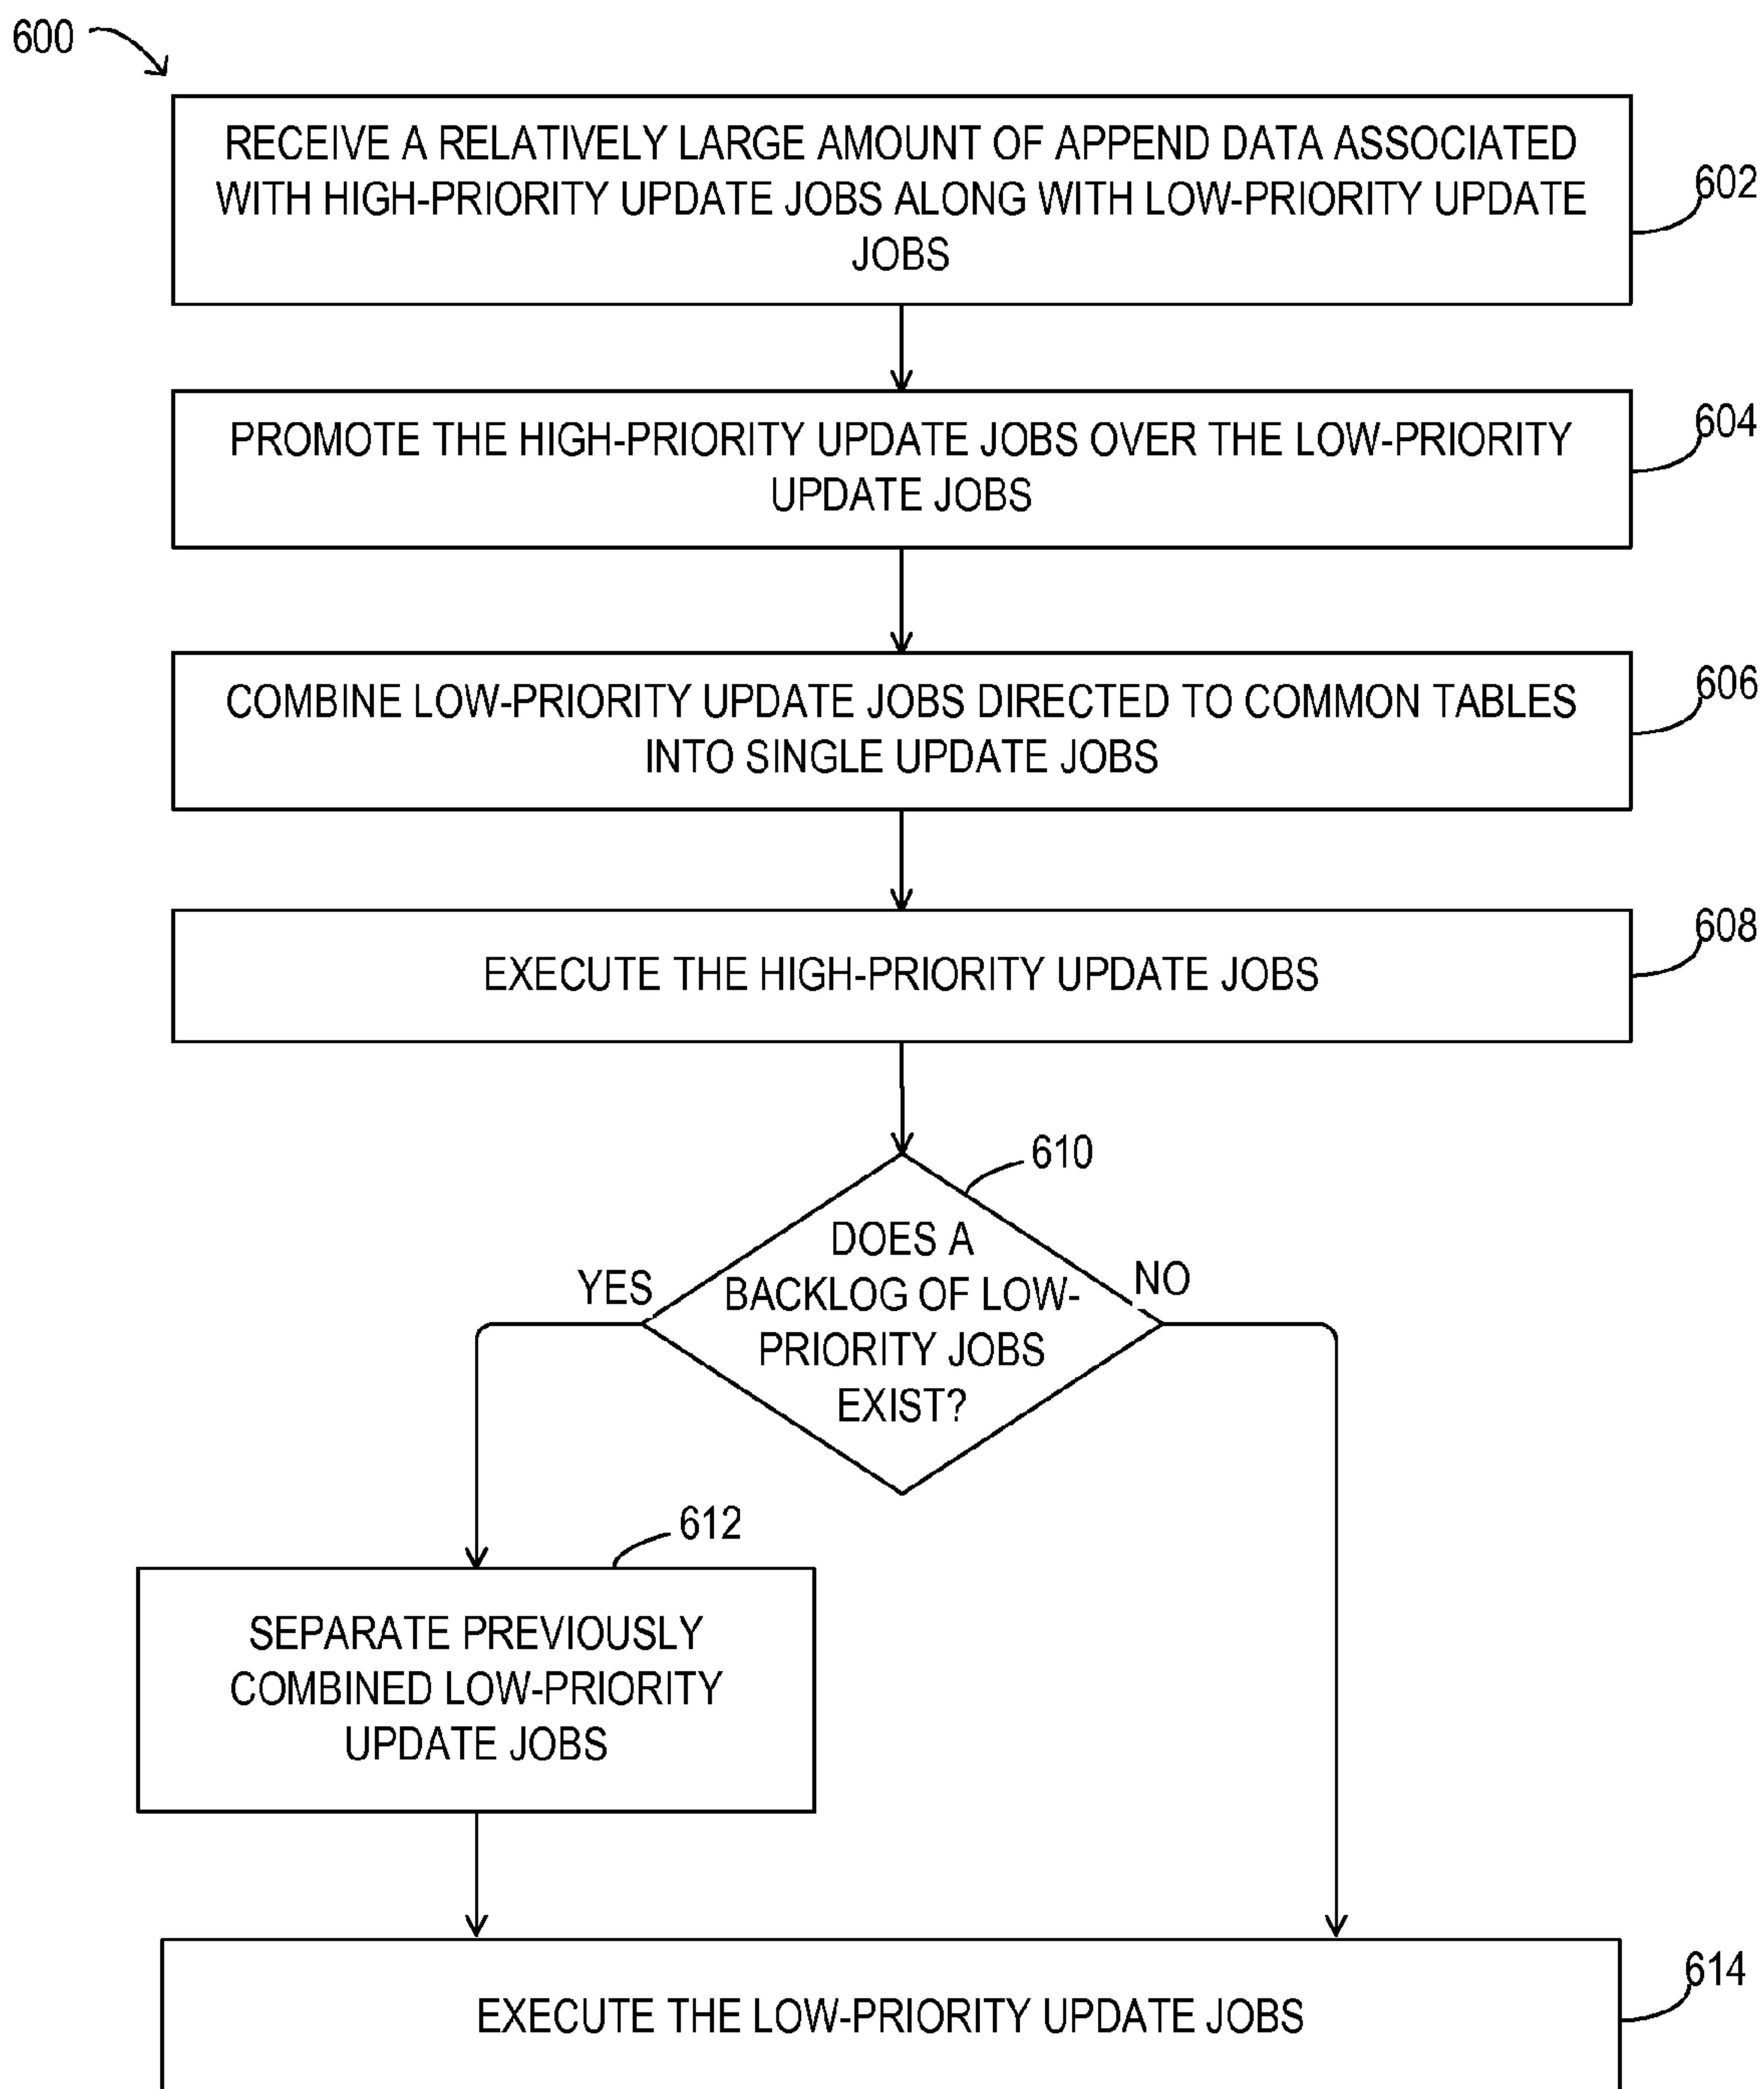 600
RECEIVE A RELATIVELY LARGE AMOUNT OF APPEND DATA ASSOCIATED
WITH HIGH-PRIORITY UPDATE JOBS ALONG WITH LOW-PRIORITY UPDATE
JOBS
602
PROMOTE THE HIGH-PRIORITY UPDATE JOBS OVER THE LOW-PRIORITY
UPDATE JOBS
604
COMBINE LOW-PRIORITY UPDATE JOBS DIRECTED TO COMMON TABLES
INTO SINGLE UPDATE JOBS
606
EXECUTE THE HIGH-PRIORITY UPDATE JOBS
608
610
DOES A
BACKLOG OF LOW-
PRIORITY JOBS
EXIST?
YES
NO
612
SEPARATE PREVIOUSLY
COMBINED LOW-PRIORITY
UPDATE JOBS
EXECUTE THE LOW-PRIORITY UPDATE JOBS
614